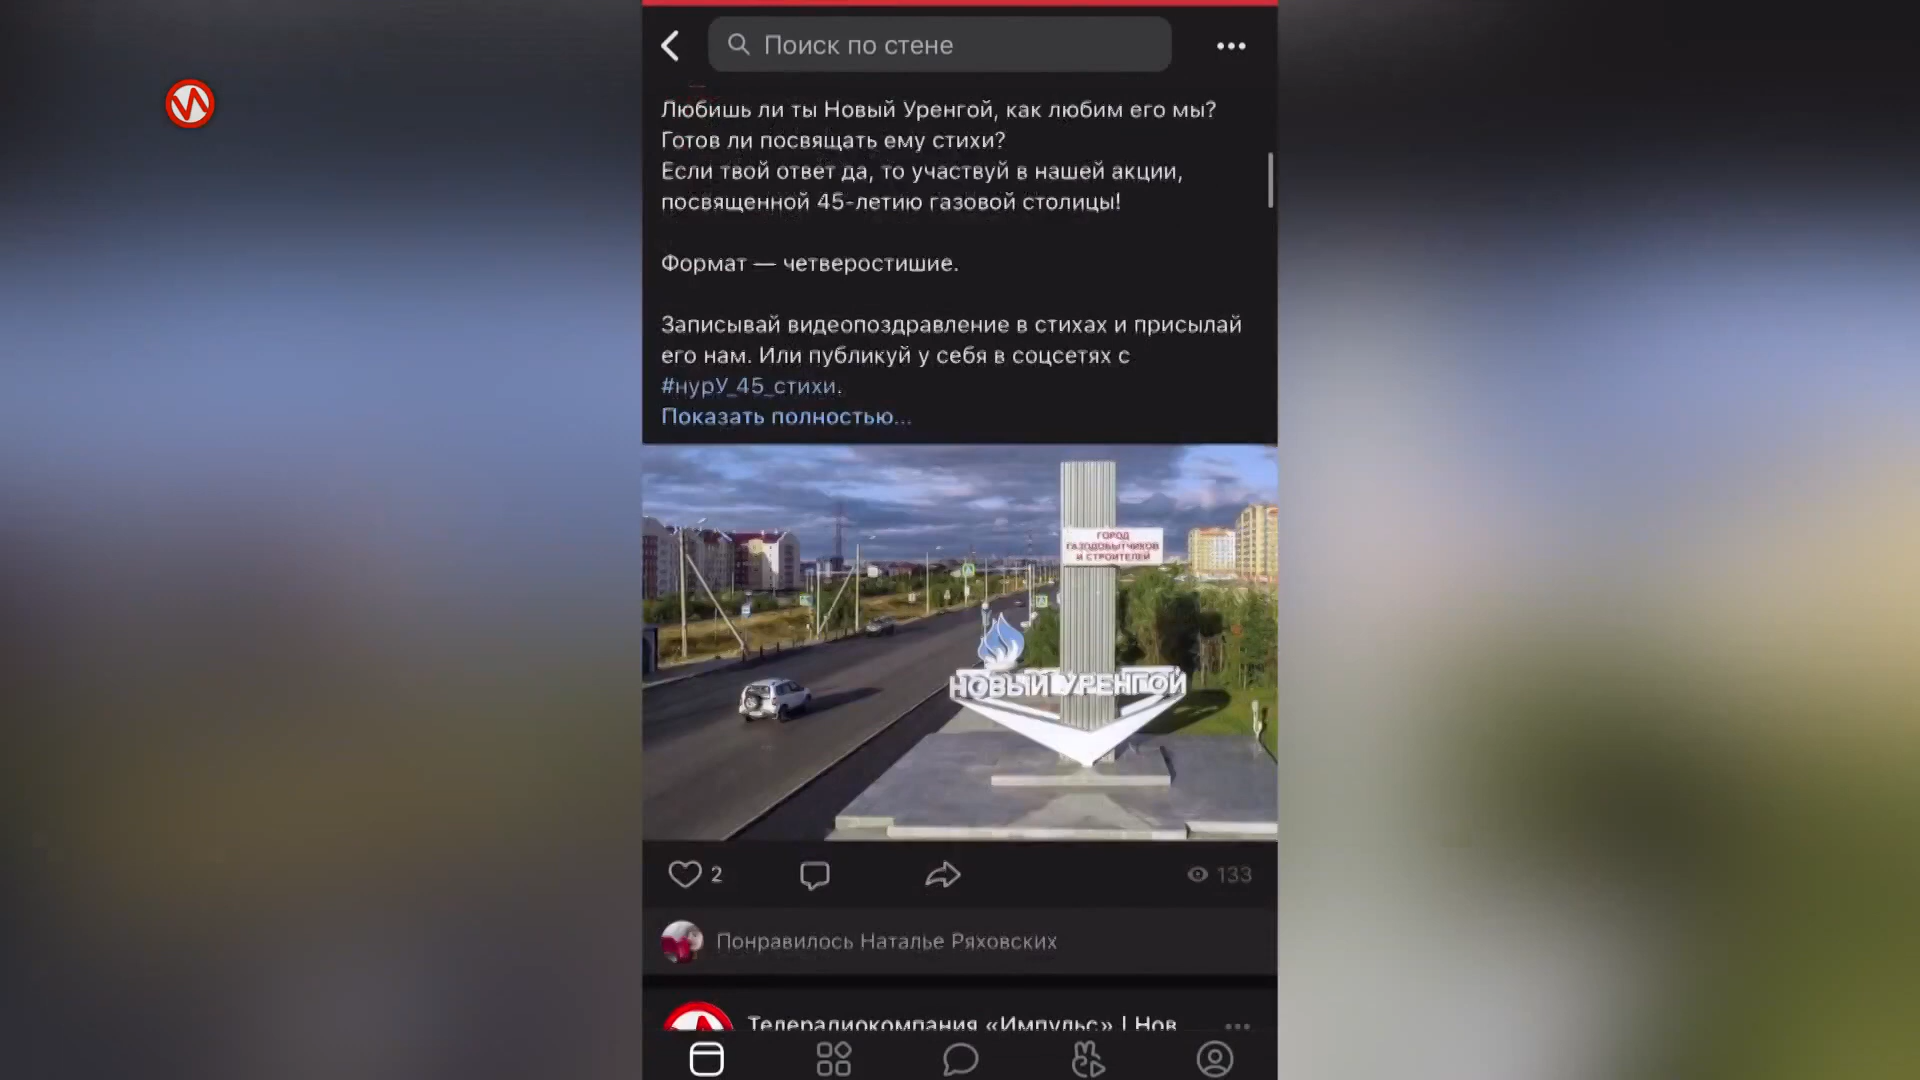 Поиск по стене
Любишь ли ты Новый Уренгой, как любим его мы?
Готов ли посвящать ему стихи?
Если твой ответ да, то участвуй в нашей акции,
посвященной 45-летию газовой столицы!
Формат — четверостишие.
Записывай видеопоздравление в стихах и присылай
его нам. Или публикуй у себя в соцсетях с
#нурУ_45_стихи.
Показать полностью...
ГОРОД
ГАЗОДОБЫТЧИКОВ
И СТРОИТЕЛЕЙ
НОВЫЙ УРЕНГОЙ
2
133
Понравилось Наталье Ряховских
Телерадиокомпания «Импульс» | Нов